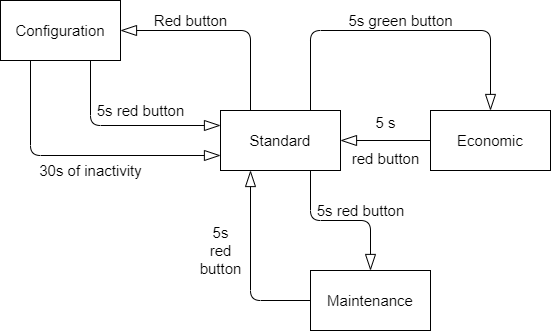 Configuration
Red button
5s green button
5s red button
Standard
5 s
red button
Economic
30s of inactivity
5s red button
5s
red
button
Maintenance